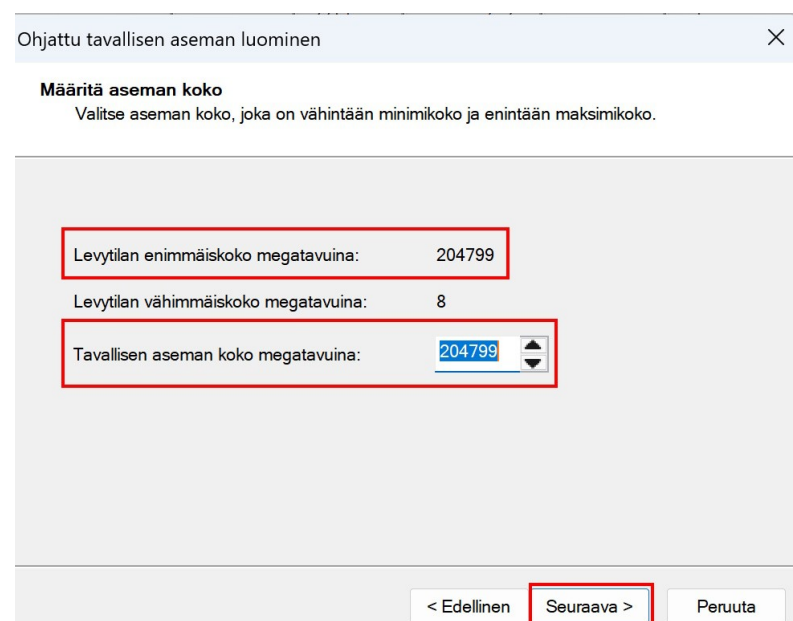 Ohjattu tavallisen aseman luominen
Määritä aseman koko
Valitse aseman koko, joka on vähintään minimikoko ja enintään maksimikoko.
Levytilan enimmäiskoko megatavuina: 204799
Levytilan vähimmäiskoko megatavuina: 8
Tavallisen aseman koko megatavuina: 204799
< Edellinen Seuraava > Peruuta